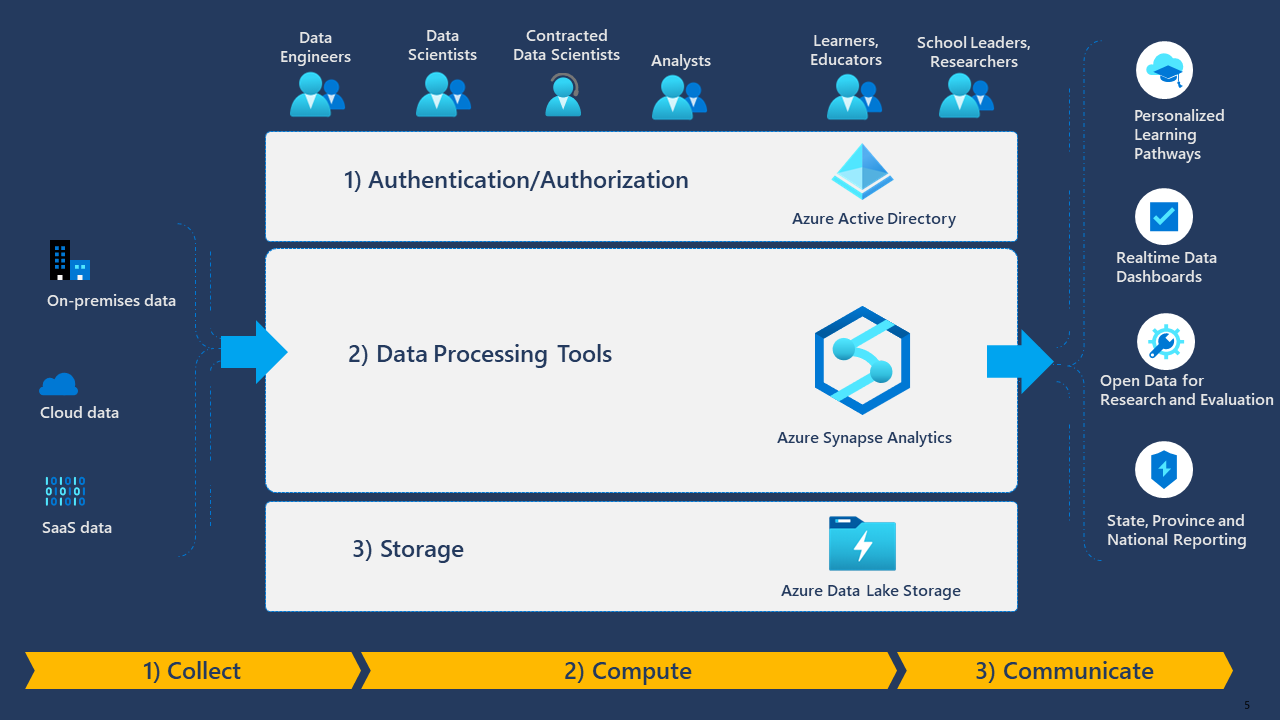 Data
Engineers
Data
Scientists
Contracted
Data Scientists
Analysts
Learners,
Educators
School Leaders,
Researchers
1) Authentication/Authorization
Azure Active Directory
On-premises data
Cloud data
SaaS data
2) Data Processing Tools
Azure Synapse Analytics
3) Storage
Azure Data Lake Storage
Personalized
Learning
Pathways
Realtime Data
Dashboards
Open Data for
Research and Evaluation
State, Province and
National Reporting
1) Collect
2) Compute
3) Communicate
5